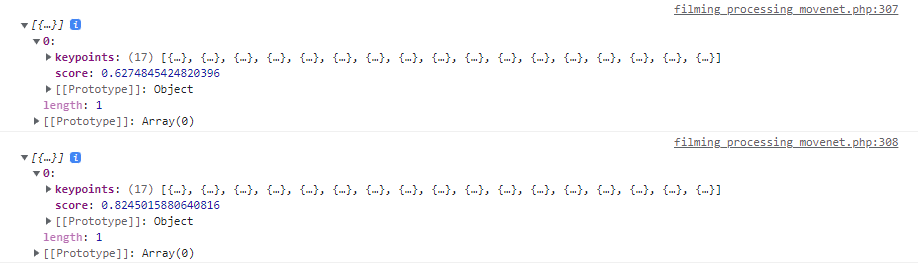 filming_processing_movenet.php:307
▼[{…}] i
▼0:
▶keypoints: (17) [{…}, {…}, {…}, {…}, {…}, {…}, {…}, {…}, {…}, {…}, {…}, {…}, {…}, {…}, {…}, {…}, {…}]
score: 0.6274845424820396
▶[[Prototype]]: Object
length: 1
▶[[Prototype]]: Array(0)
filming_processing_movenet.php:308
▼[{…}] i
▼0:
▶keypoints: (17) [{…}, {…}, {…}, {…}, {…}, {…}, {…}, {…}, {…}, {…}, {…}, {…}, {…}, {…}, {…}, {…}, {…}]
score: 0.8245015880640816
▶[[Prototype]]: Object
length: 1
▶[[Prototype]]: Array(0)